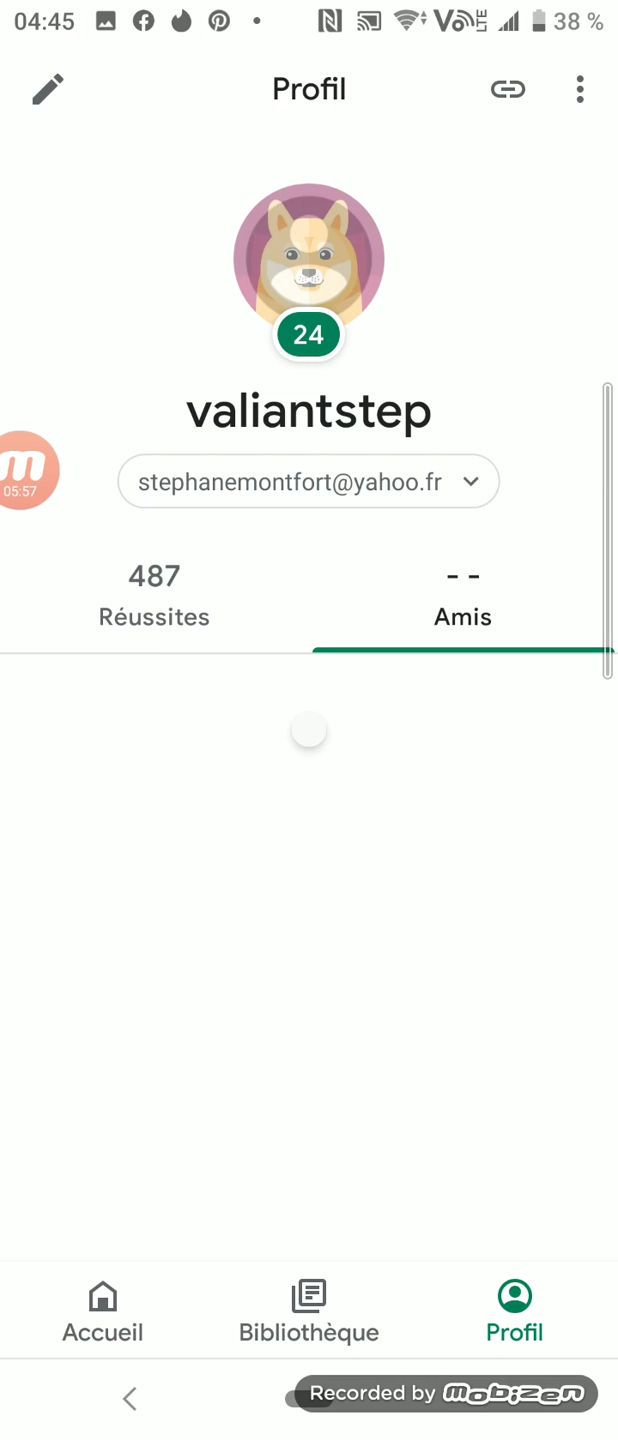 04:45 VoLTE 38 %
Profil
24
valiantstep
m
05:57
stephanemontfort@yahoo.fr
487 - -
Réussites Amis
Accueil Bibliothèque Profil
Recorded by mobizen